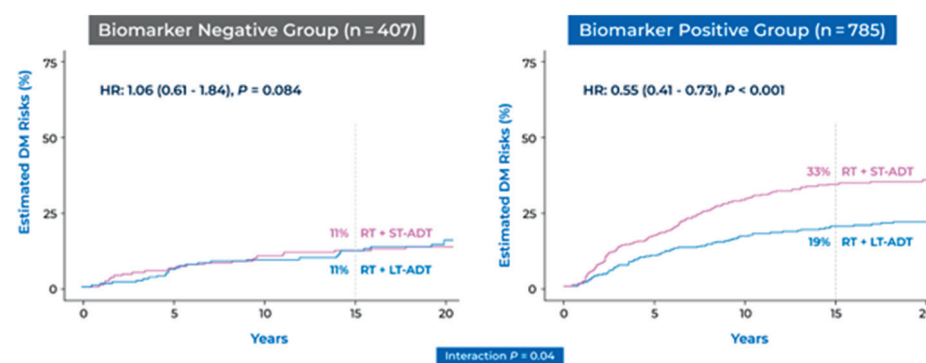 Biomarker Negative Group (n = 407)
Estimated DM Risks (%)
75
50
25
0
HR: 1.06 (0.61 - 1.84), P = 0.084
11% RT + ST-ADT
11% RT + LT-ADT
0 5 10 15 20
Years
Biomarker Positive Group (n = 785)
Estimated DM Risks (%)
75
50
25
0
HR: 0.55 (0.41 - 0.73), P < 0.001
33% RT + ST-ADT
19% RT + LT-ADT
0 5 10 15
Years
Interaction P = 0.04